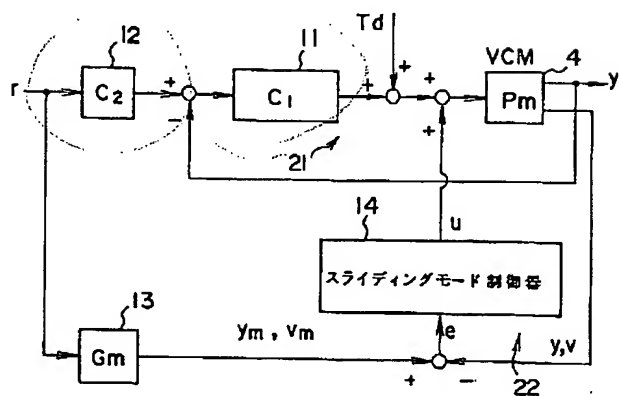 12
11
Td
VCM
4
r
C2
+
−
C1
+
+
+
+
Pm
y
21
14
u
スライディングモード制御器
13
Gm
ym , vm
e
+
−
y,v
22